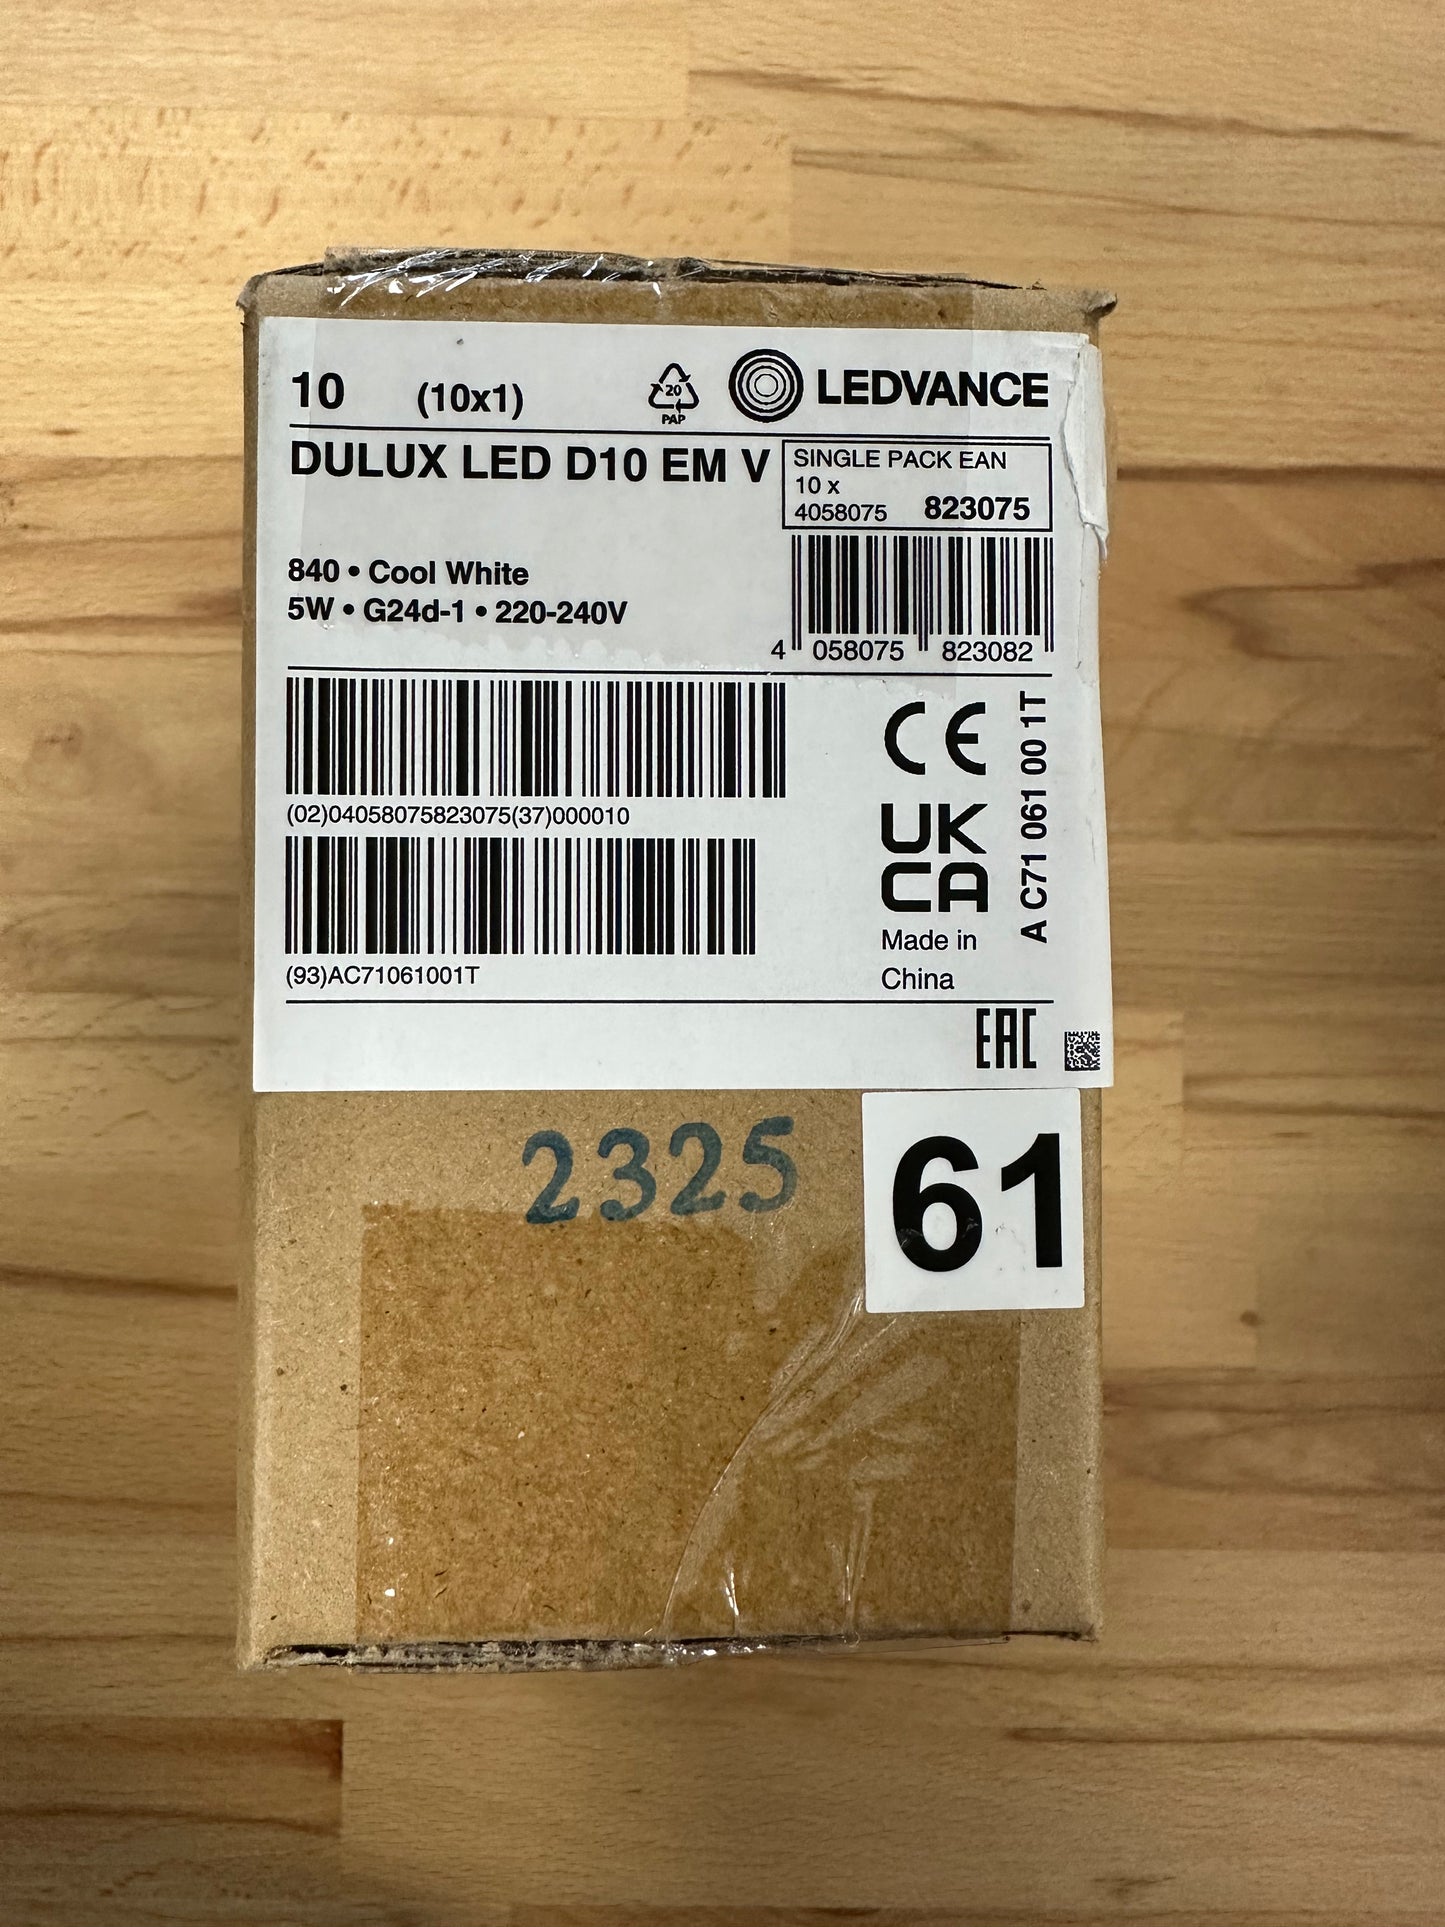 10 (10x1) 20 PAP LEDVANCE
DULUX LED D10 EM V
SINGLE PACK EAN
10 x
4058075 823075
840 • Cool White
5W • G24d-1 • 220-240V
4 058075 823082
(02)04058075823075(37)000010
(93)AC71061001T
CE
UK
CA
Made in
China
A C71 061 00 1T
EAC
2325
61